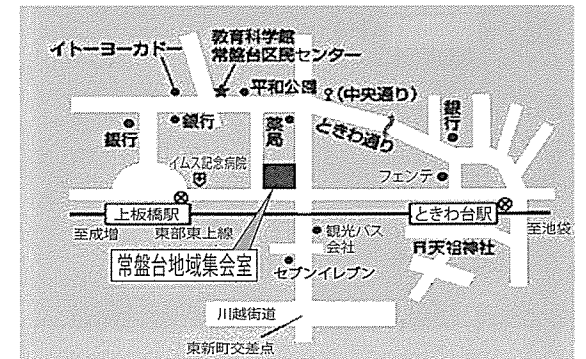 教育科学館
常盤台区民センター
イトーヨーカドー
平和公園
(中央通り)
銀行
銀行
薬局
ときわ通り
銀行
イムス記念病院
フェンテ
上板橋駅
ときわ台駅
至成増
東部東上線
至池袋
観光バス
会社
天祖神社
常盤台地域集会室
セブンイレブン
川越街道
東新町交差点